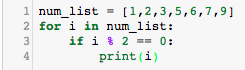 1 num_list = [1,2,3,5,6,7,9]
2 for i in num_list:
3     if i % 2 == 0:
4         print(i)